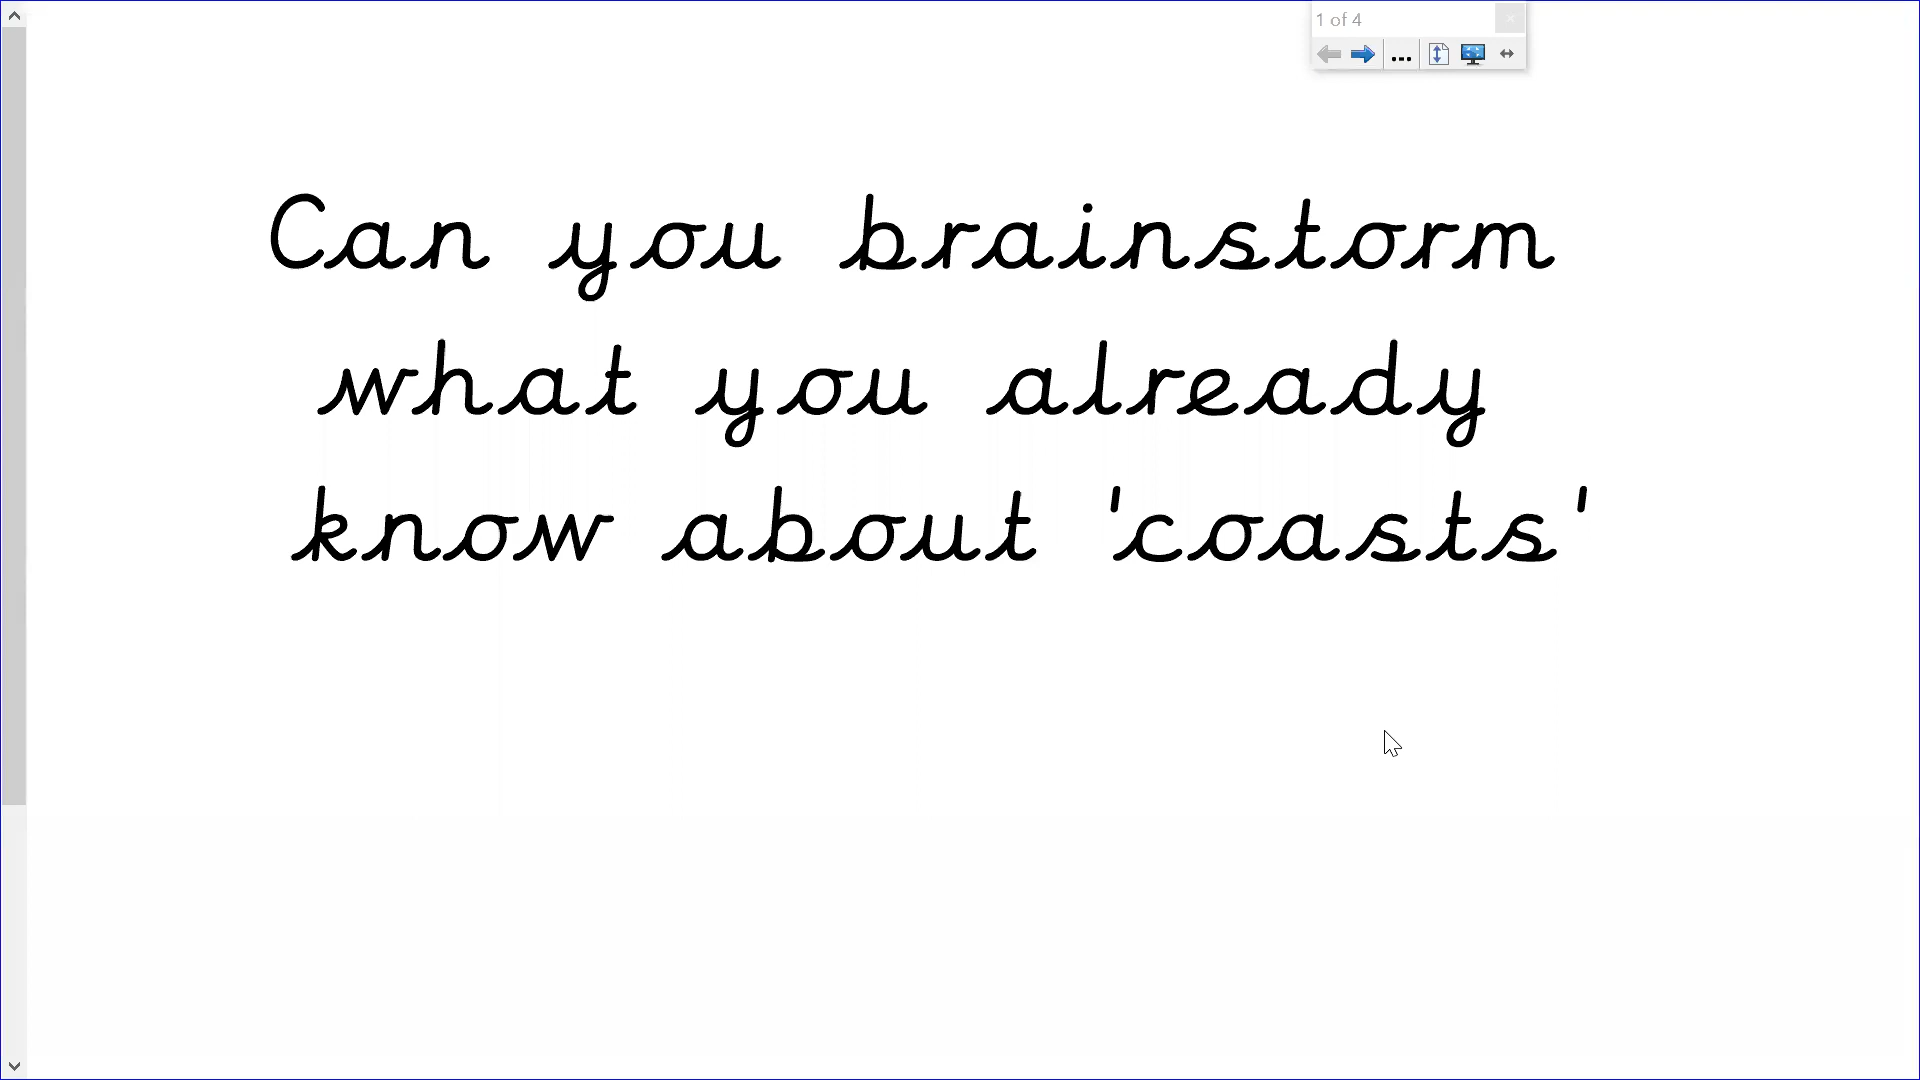 1 of 4
...
Can you brainstorm
what you already
know about 'coasts'